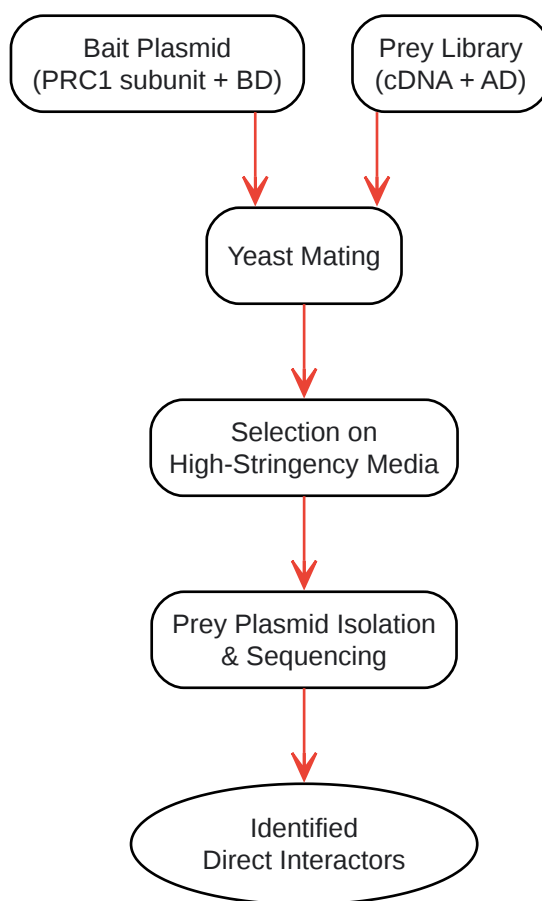 Bait Plasmid
(PRC1 subunit + BD)
Prey Library
(cDNA + AD)
Yeast Mating
Selection on
High-Stringency Media
Prey Plasmid Isolation
& Sequencing
Identified
Direct Interactors